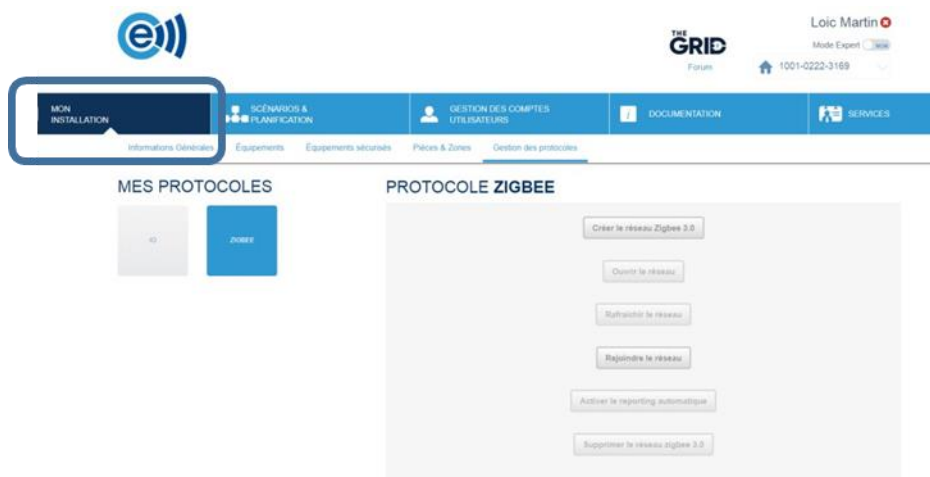 Loic Martin
THE
GRID
Mode Expert
Forum
1001-0222-3169
MON
INSTALLATION
SCÉNARIOS &
PLANIFICATION
GESTION DES COMPTES
UTILISATEURS
DOCUMENTATION
SERVICES
Informations Générales Équipements Équipements sécurisés Pièces & Zones Gestion des protocoles
MES PROTOCOLES
PROTOCOLE ZIGBEE
IO
ZIGBEE
Créer le réseau Zigbee 3.0
Ouvrir le réseau
Rafraichir le réseau
Rejoindre le réseau
Activer le reporting automatique
Supprimer le réseau zigbee 3.0